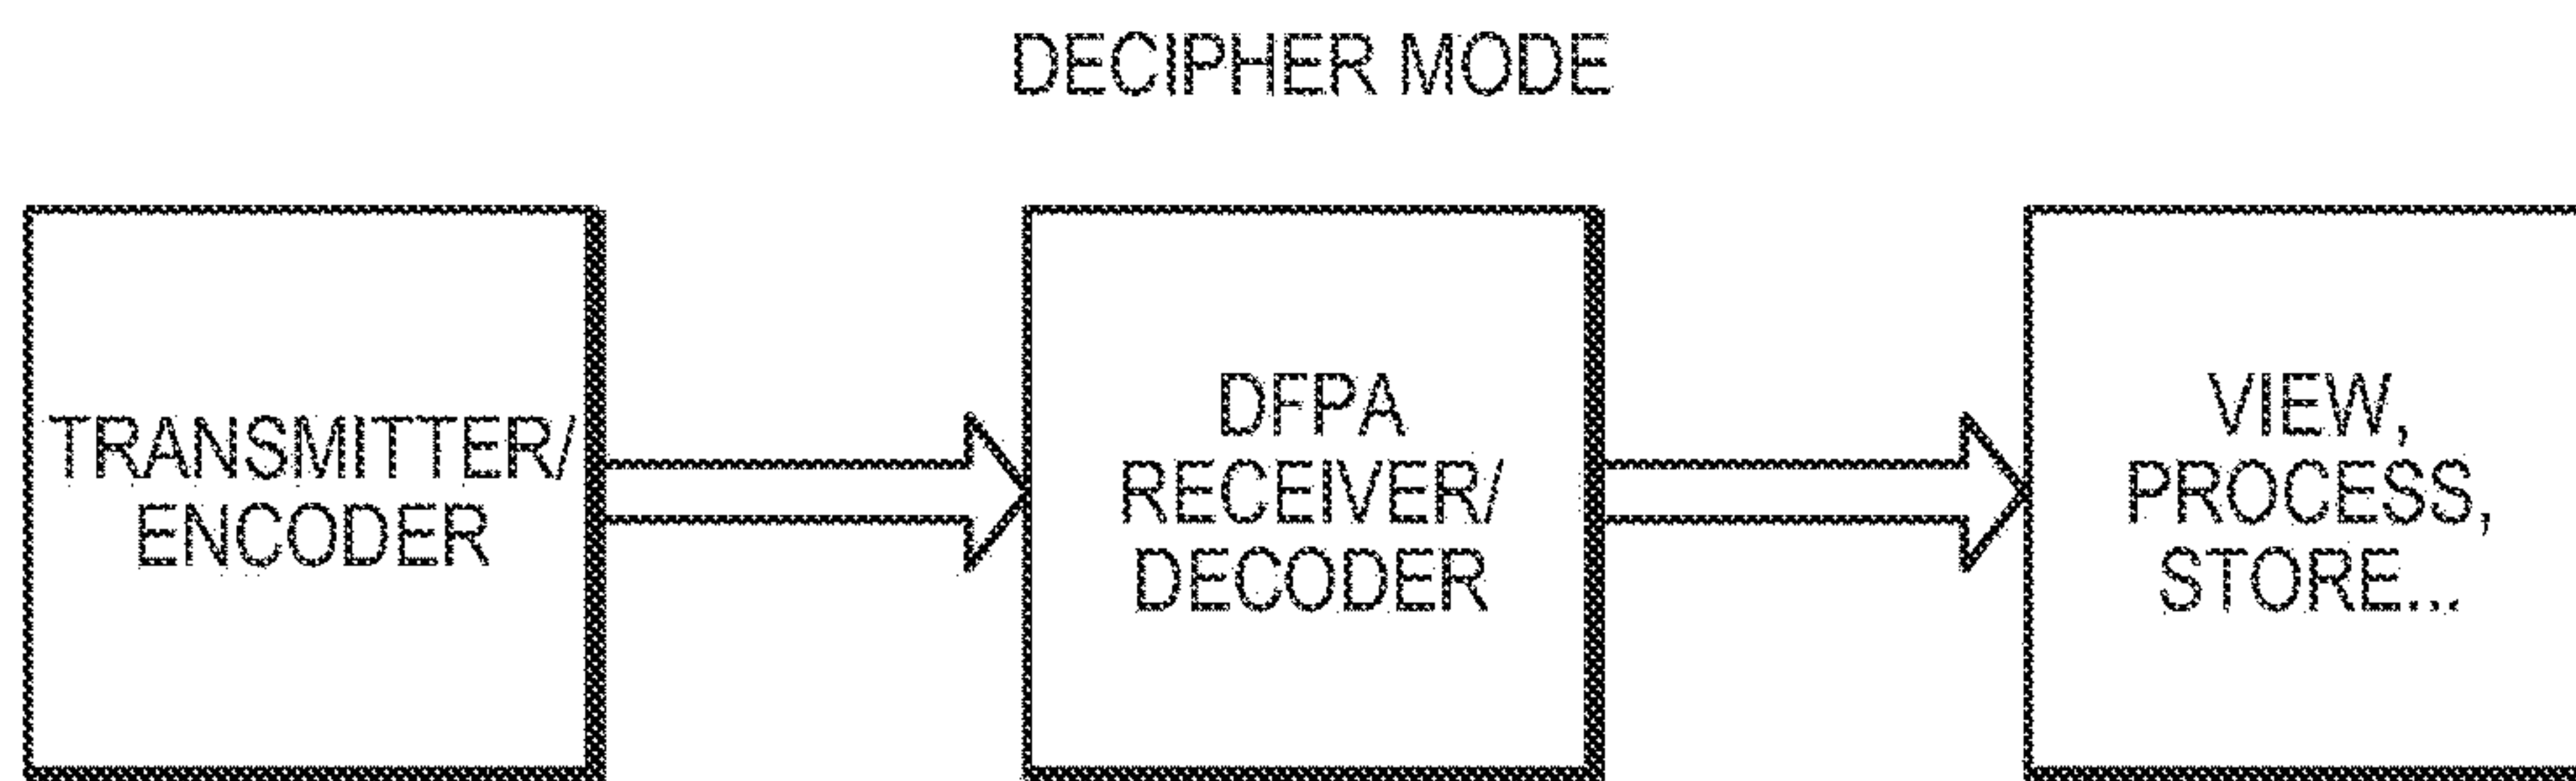 DECIPHER MODE
TRANSMITTER/
ENCODER
DFPA
RECEIVER/
DECODER
VIEW,
PROCESS,
STORE...